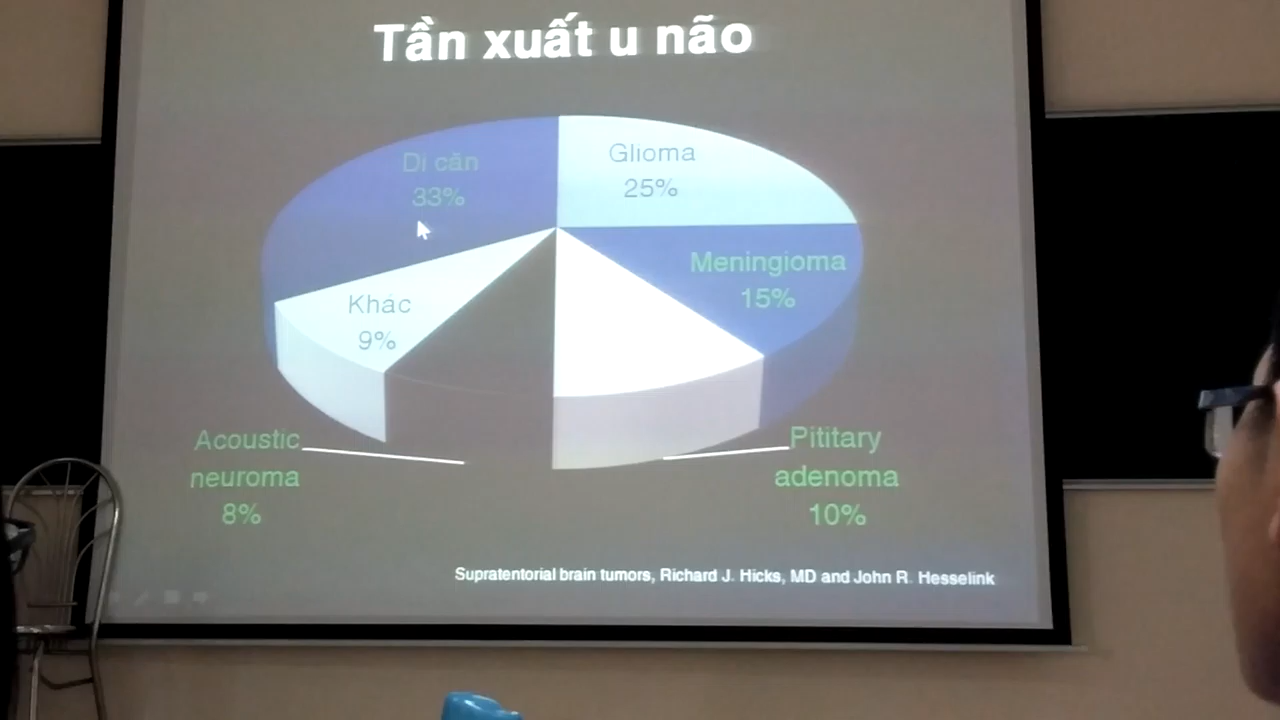 Tần xuất u não
Di căn
33%
Glioma
25%
Meningioma
15%
Khác
9%
Acoustic
neuroma
8%
Pititary
adenoma
10%
Supratentorial brain tumors, Richard J. Hicks, MD and John R. Hesselink